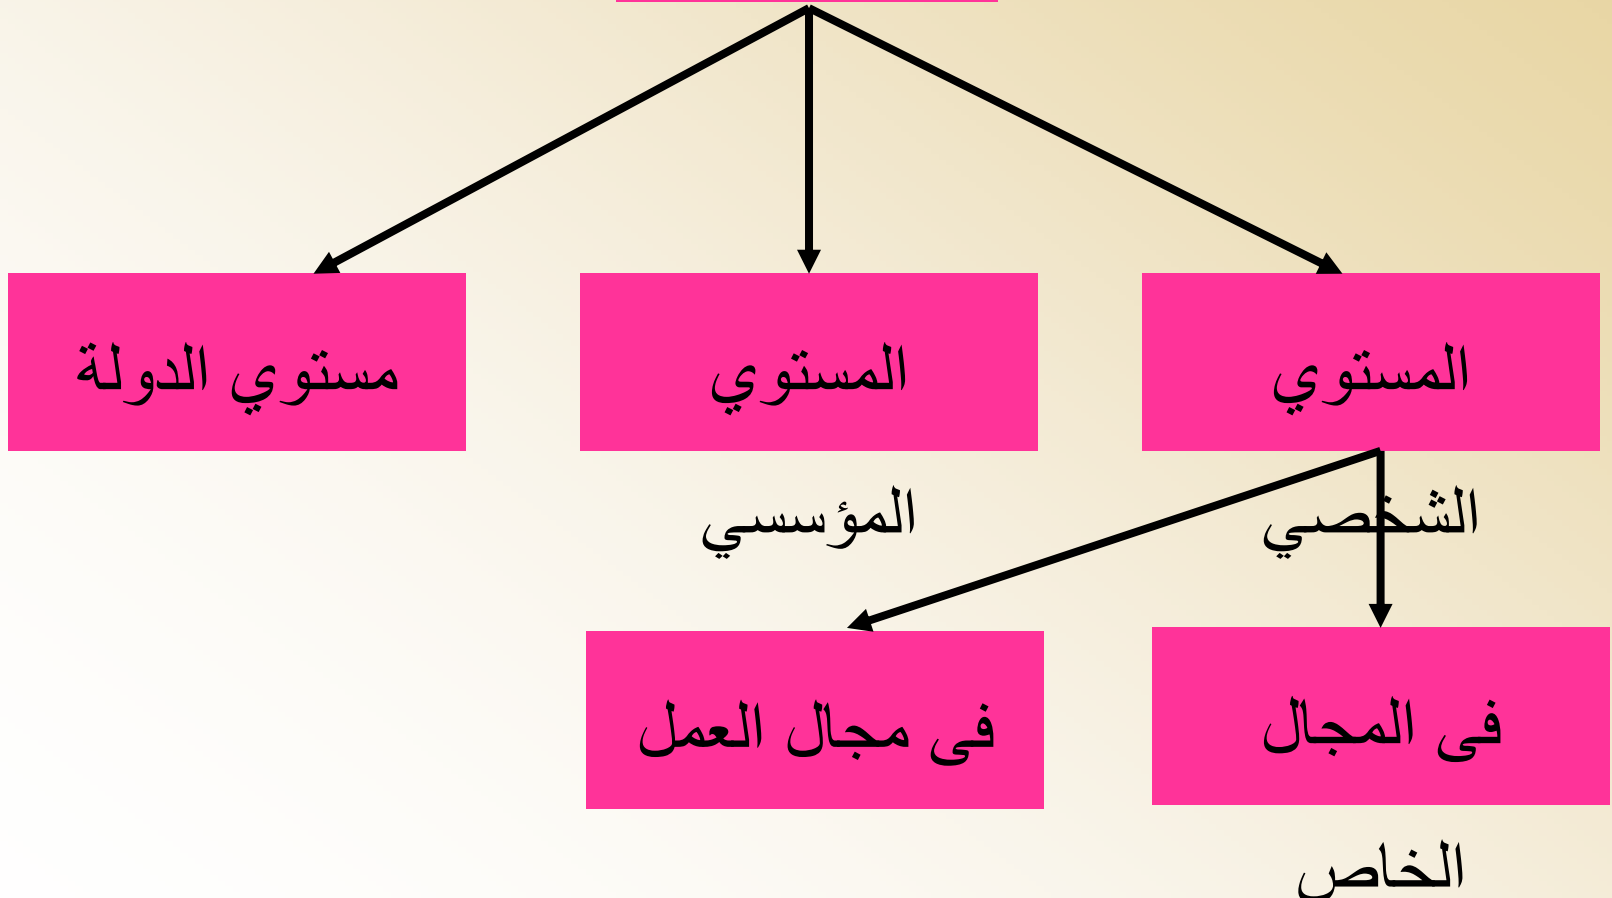 المستوي
الشخصي
المستوي
المؤسسي
مستوي الدولة
فى المجال
الخاص
فى مجال العمل